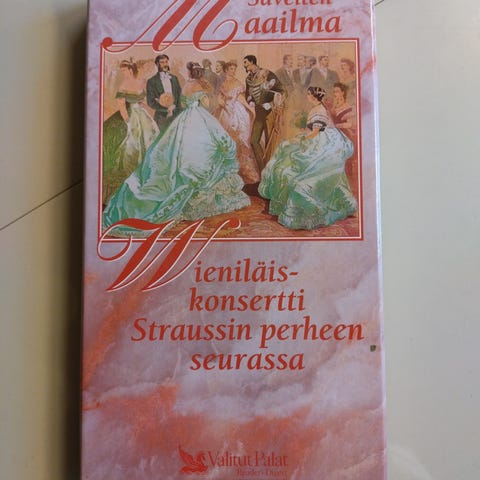 Sävelten
Maailma
Wieniläis-
konsertti
Straussin perheen
seurassa
Valitut Palat
Reader's Digest